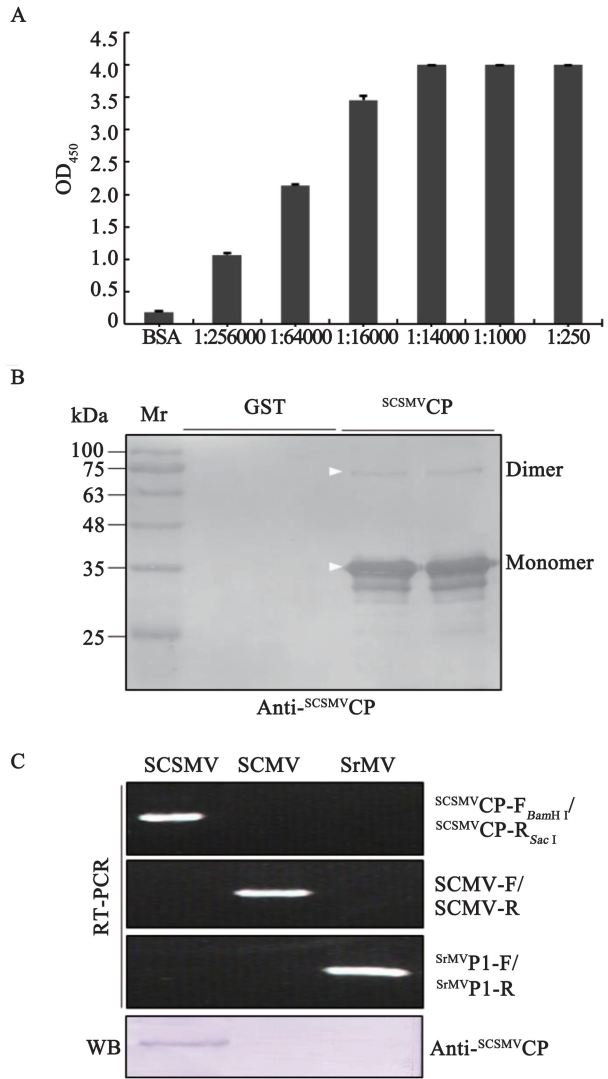 A
4.5
4.0
3.5
3.0
2.5
2.0
1.5
1.0
0.5
0
OD450
BSA 1:256000 1:64000 1:16000 1:14000 1:1000 1:250
B
kDa Mr GST SCSMVCP
100
75
63
48
35
25
Dimer
Monomer
Anti-SCSMVCP
C
SCSMV SCMV SrMV
RT-PCR
SCSMVCP-FBamH I/
SCSMVCP-RSac I
SCMV-F/
SCMV-R
SrMVP1-F/
SrMVP1-R
WB
Anti-SCSMVCP